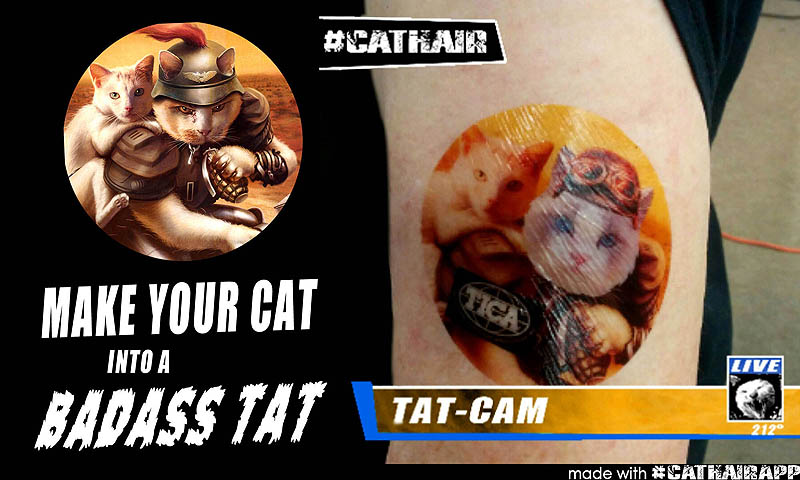 #CATHAIR
MAKE YOUR CAT
INTO A
BADASS TAT
TICA
LIVE
TAT-CAM
212°
made with #CATHAIRAPP